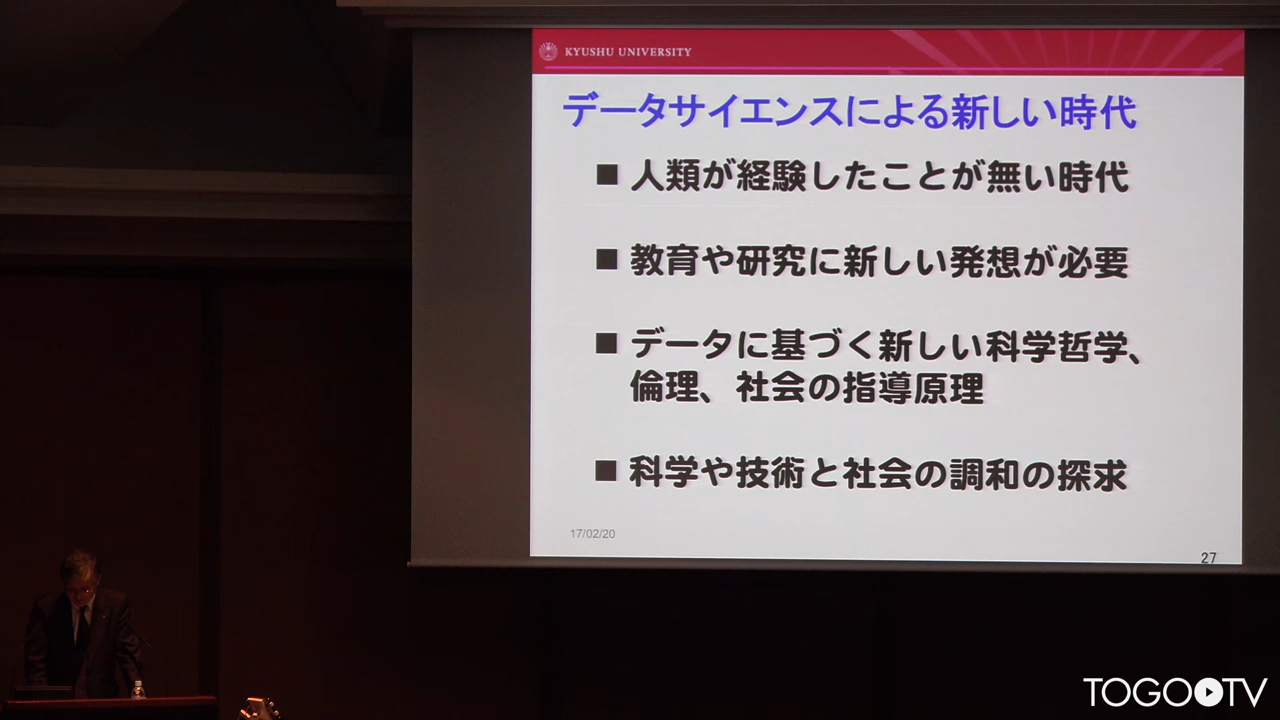 KYUSHU UNIVERSITY
データサイエンスによる新しい時代
■ 人類が経験したことが無い時代
■ 教育や研究に新しい発想が必要
■ データに基づく新しい科学哲学、
倫理、社会の指導原理
■ 科学や技術と社会の調和の探求
17/02/20
27
TOGOTV